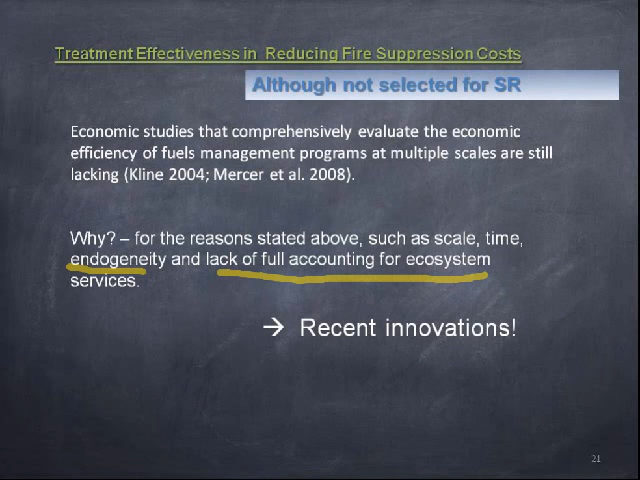 Treatment Effectiveness in Reducing Fire Suppression Costs
Although not selected for SR
Economic studies that comprehensively evaluate the economic
efficiency of fuels management programs at multiple scales are still
lacking (Kline 2004; Mercer et al. 2008).
Why? – for the reasons stated above, such as scale, time,
endogeneity and lack of full accounting for ecosystem
services.
→ Recent innovations!
21